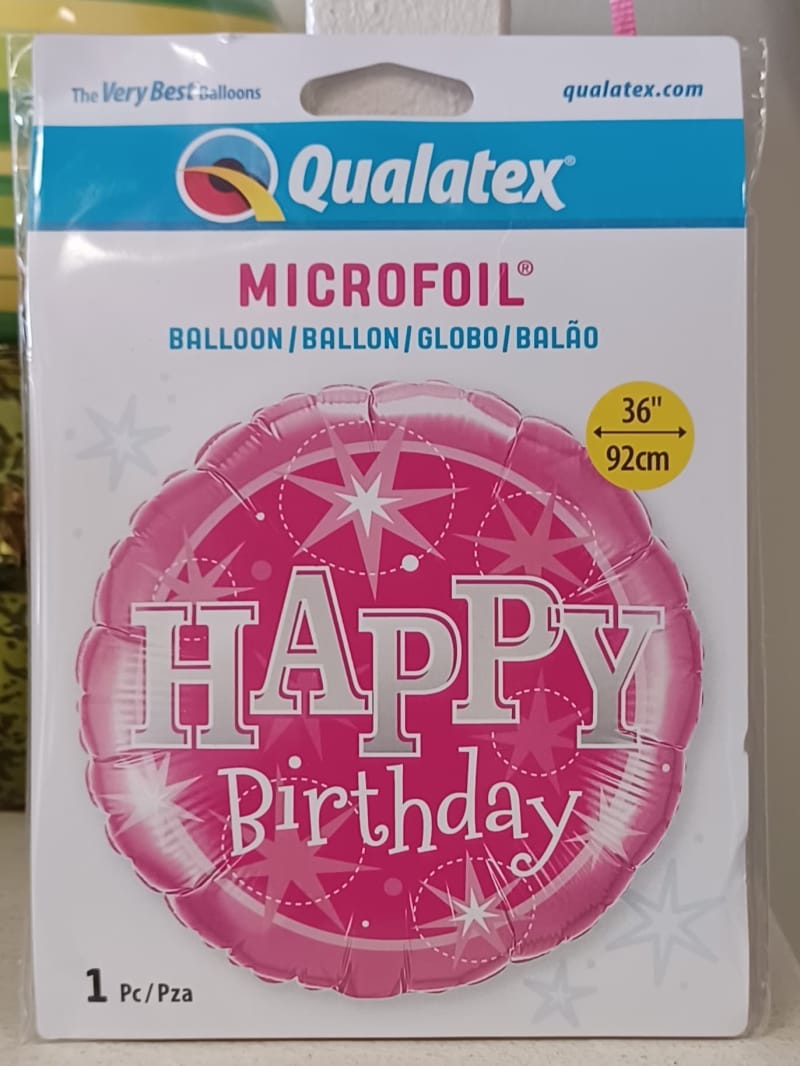 The Very Best Balloons
qualatex.com
Qualatex®
MICROFOIL®
BALLOON/BALLON/GLOBO/BALÃO
36"
92cm
HAPPY
Birthday
1 Pc/Pza